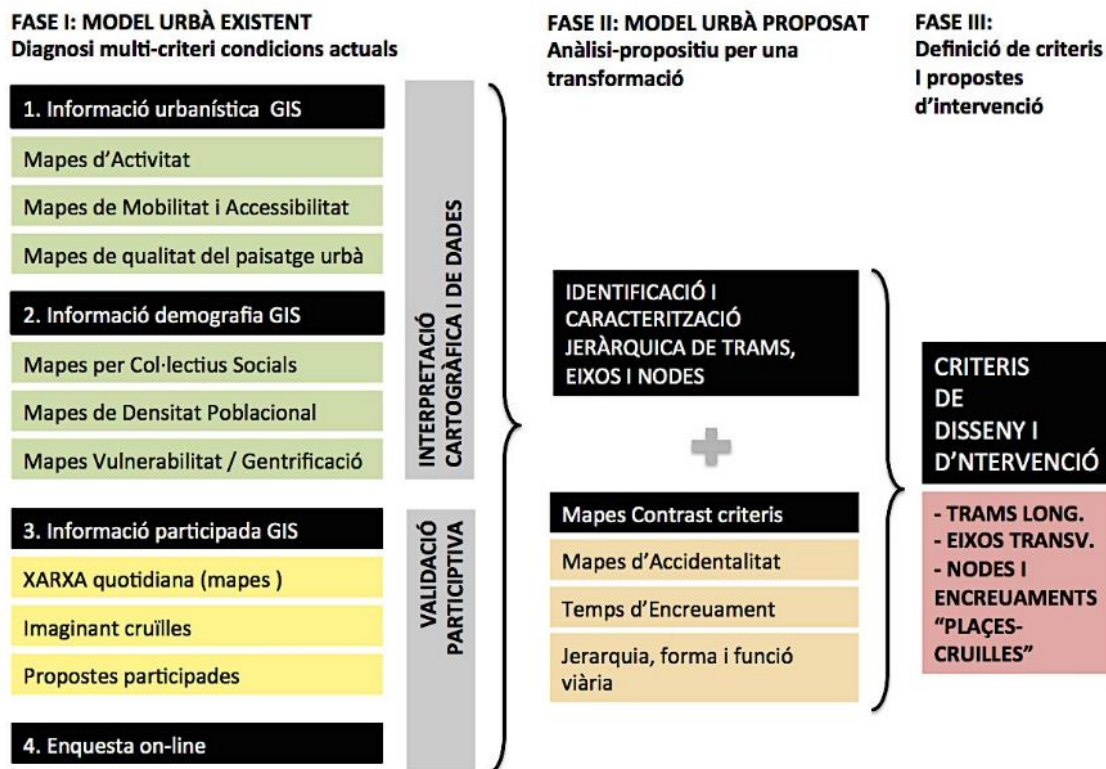 FASE I: MODEL URBÀ EXISTENT
Diagnosi multi-criteri condicions actuals
1. Informació urbanística GIS
Mapes d’Activitat
Mapes de Mobilitat i Accessibilitat
Mapes de qualitat del paisatge urbà
2. Informació demografia GIS
Mapes per Col·lectius Socials
Mapes de Densitat Poblacional
Mapes Vulnerabilitat / Gentrificació
3. Informació participada GIS
XARXA quotidiana (mapes )
Imaginant cruïlles
Propostes participades
4. Enquesta on-line
INTERPRETACIÓ
CARTOGRÀFICA I DE DADES
VALIDACIÓ
PARTICIPTIVA
FASE II: MODEL URBÀ PROPOSAT
Anàlisi-propositiu per una
transformació
IDENTIFICACIÓ I
CARACTERITZACIÓ
JERÀRQUICA DE TRAMS,
EIXOS I NODES
Mapes Contrast criteris
Mapes d’Accidentalitat
Temps d’Encreuament
Jerarquia, forma i funció
viària
FASE III:
Definició de criteris
I propostes
d’intervenció
CRITERIS
DE
DISSENY I
D’NTERVENCIÓ
- TRAMS LONG.
- EIXOS TRANSV.
- NODES I
ENCREUAMENTS
“PLAÇES-
CRUILLES”